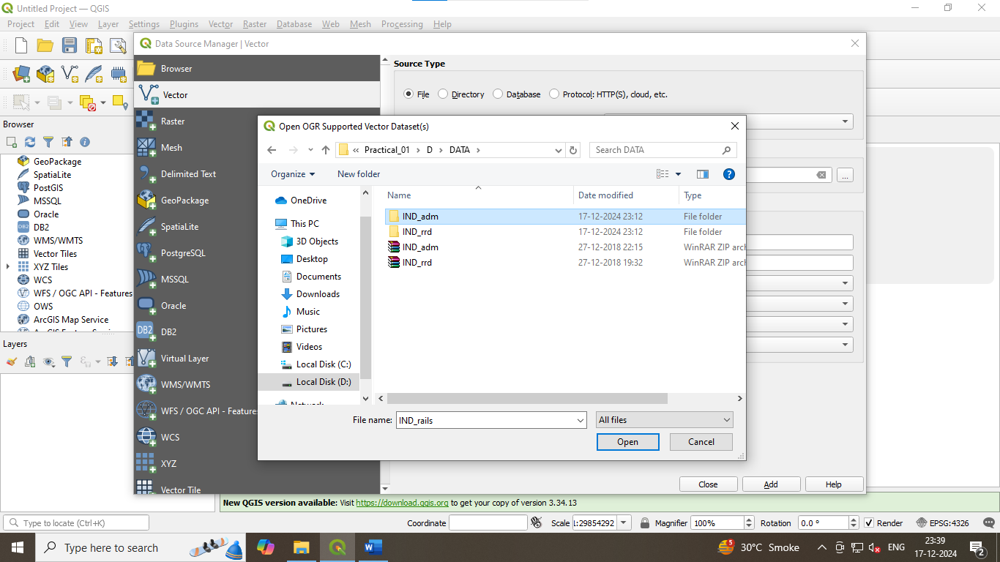 Untitled Project — QGIS
Project Edit View Layer Settings Plugins Vector Raster Database Web Mesh Processing Help
Data Source Manager | Vector
Browser
Vector
Raster
Mesh
Delimited Text
GeoPackage
SpatiaLite
PostgreSQL
MSSQL
Oracle
DB2
Virtual Layer
WMS/WMTS
WFS / OGC API - Features
WCS
XYZ
Vector Tile
Source Type
File Directory Database Protocol: HTTP(S), cloud, etc.
...
Close Add Help
Open OGR Supported Vector Dataset(s)
« Practical_01 › D › DATA ›
Search DATA
Organize New folder
OneDrive
This PC
3D Objects
Desktop
Documents
Downloads
Music
Pictures
Videos
Local Disk (C:)
Local Disk (D:)
Network
Name Date modified Type
IND_adm 17-12-2024 23:12 File folder
IND_rrd 17-12-2024 23:12 File folder
IND_adm 27-12-2018 22:15 WinRAR ZIP arch
IND_rrd 27-12-2018 19:32 WinRAR ZIP arch
File name: IND_rails All files
Open Cancel
Browser
GeoPackage
SpatiaLite
PostGIS
MSSQL
Oracle
DB2
WMS/WMTS
Vector Tiles
XYZ Tiles
WCS
WFS / OGC API - Features
OWS
ArcGIS Map Service
Layers
New QGIS version available: Visit https://download.qgis.org to get your copy of version 3.34.13
Type to locate (Ctrl+K) Coordinate Scale 1:29854292 Magnifier 100% Rotation 0.0 ° Render EPSG:4326
Type here to search
5 30°C Smoke ENG 23:39
17-12-2024
2